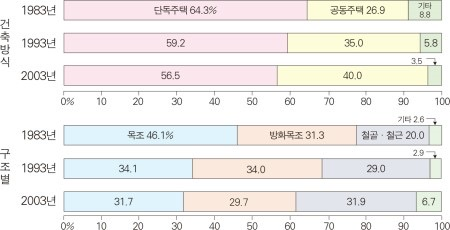 건축방식
1983년 단독주택 64.3% 공동주택 26.9 기타 8.8
1993년 59.2 35.0 5.8
3.5
2003년 56.5 40.0
0% 10 20 30 40 50 60 70 80 90 100
구조별
기타 2.6
1983년 목조 46.1% 방화목조 31.3 철골·철근 20.0
2.9
1993년 34.1 34.0 29.0
2003년 31.7 29.7 31.9 6.7
0% 10 20 30 40 50 60 70 80 90 100